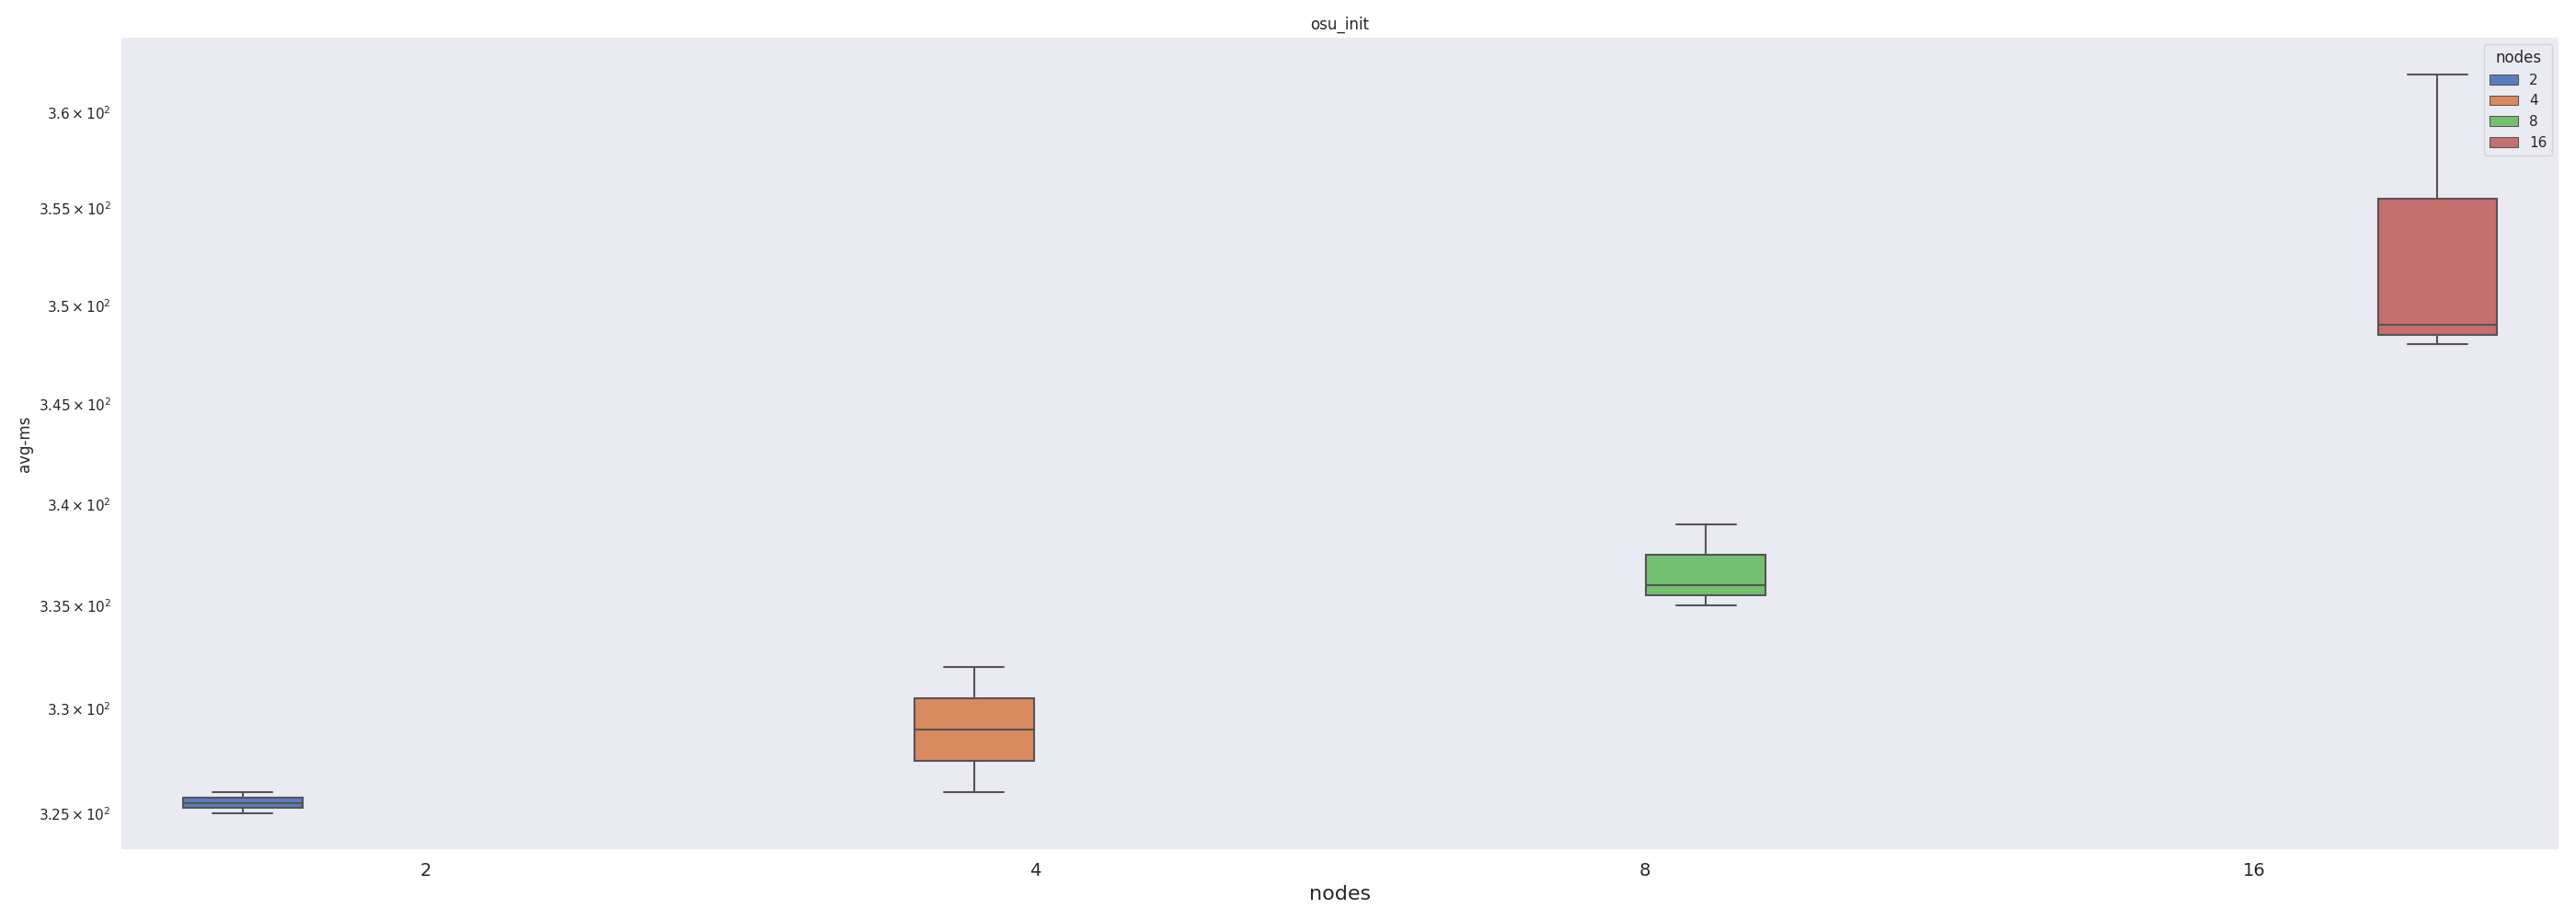 osu_init
nodes
2
4
8
16
3.6 × 10²
3.55 × 10²
3.5 × 10²
3.45 × 10²
3.4 × 10²
3.35 × 10²
3.3 × 10²
3.25 × 10²
avg-ms
2 4 8 16
nodes